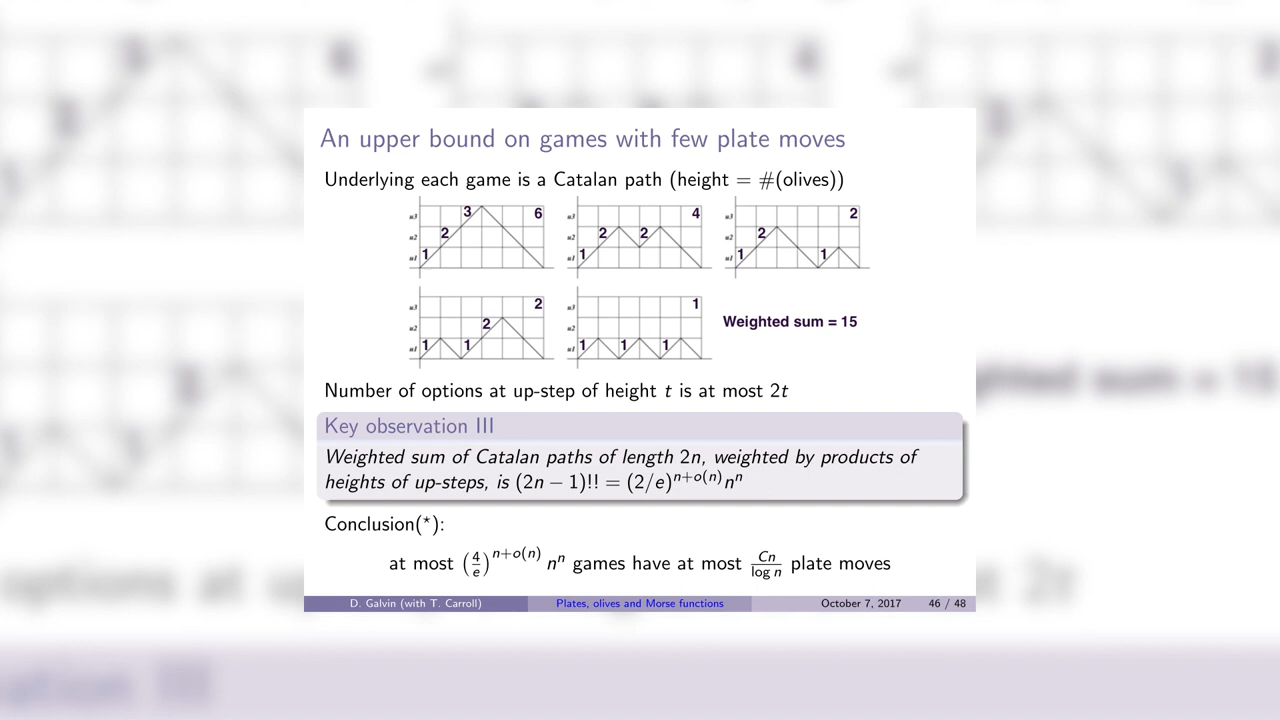 An upper bound on games with few plate moves
Underlying each game is a Catalan path (height = #(olives))
3 6 4 2
2 2 2 2
1 1 1 1
2 1
2
1 1 1 1 1
Weighted sum = 15
Number of options at up-step of height t is at most 2t
Key observation III
Weighted sum of Catalan paths of length 2n, weighted by products of
heights of up-steps, is (2n − 1)!! = (2/e)^{n+o(n)} n^n
Conclusion(*):
at most (4/e)^{n+o(n)} n^n games have at most Cn/log n plate moves
D. Galvin (with T. Carroll) Plates, olives and Morse functions October 7, 2017 46 / 48